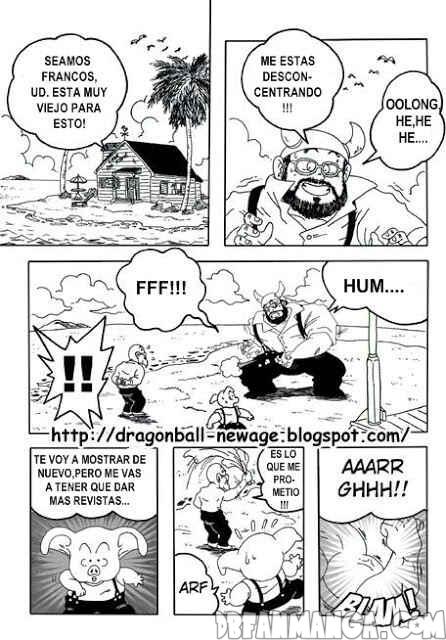 SEAMOS
FRANCOS,
UD. ESTA MUY
VIEJO PARA
ESTO!
ME ESTAS
DESCON-
CENTRANDO
!!!
OOLONG,
HE,HE
HE....
FFF!!!
HUM....
!!
http://dragonball-newage.blogspot.com/
TE VOY A MOSTRAR DE
NUEVO,PERO ME VAS
A TENER QUE DAR
MAS REVISTAS...
ES LO
QUE ME
PRO-
METIO
!!!
ARF
AAARR
GHHH!!
BLAM!
DBFANMANGA.COM